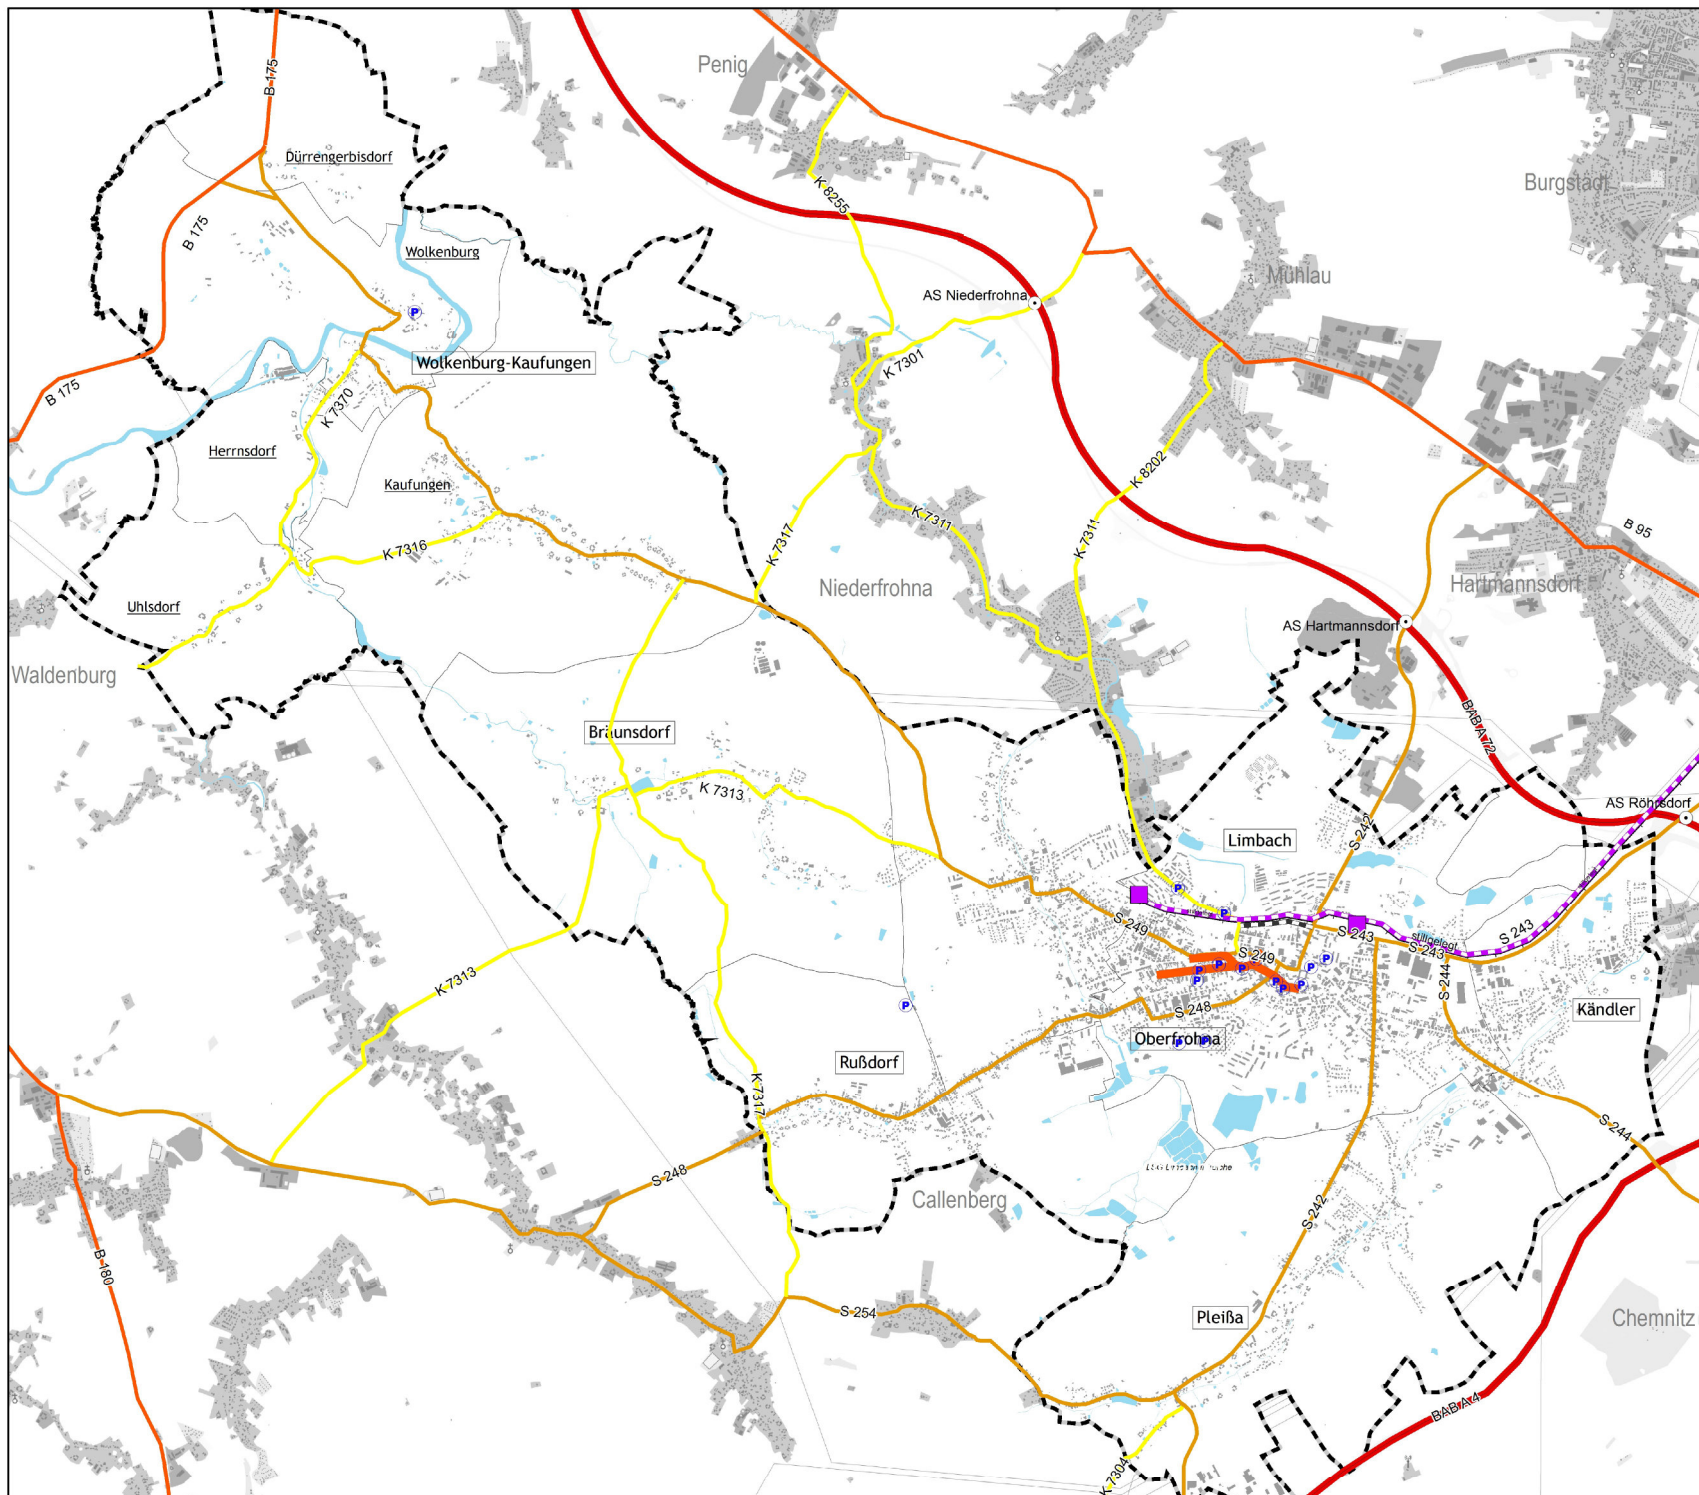 B 175
Penig
Dürrengerbisdorf
K 8255
Burgstädt
B 175
Wolkenburg
Mühlau
AS Niederfrohna
P
Wolkenburg-Kaufungen
K 7301
B 175
K 7370
Herrnsdorf
K 8202
Kaufungen
K 7311
B 95
K 7317
K 7311
K 7316
Niederfrohna
Hartmannsdorf
Uhlsdorf
AS Hartmannsdorf
Waldenburg
BAB A 72
Bräunsdorf
K 7313
AS Röhrsdorf
S 242
Limbach
P
P
S 249
S 243
S 243
stillgelegt
S 243
S 249
P
P
P
P
P
P
P
P
P
S 244
K 7313
P
S 248
Kändler
Oberfrohna
P
P
Rußdorf
K 7317
S 244
S 248
Callenberg
S 242
B 180
S 254
Pleißa
Chemnitz
BAB A 4
K 7304